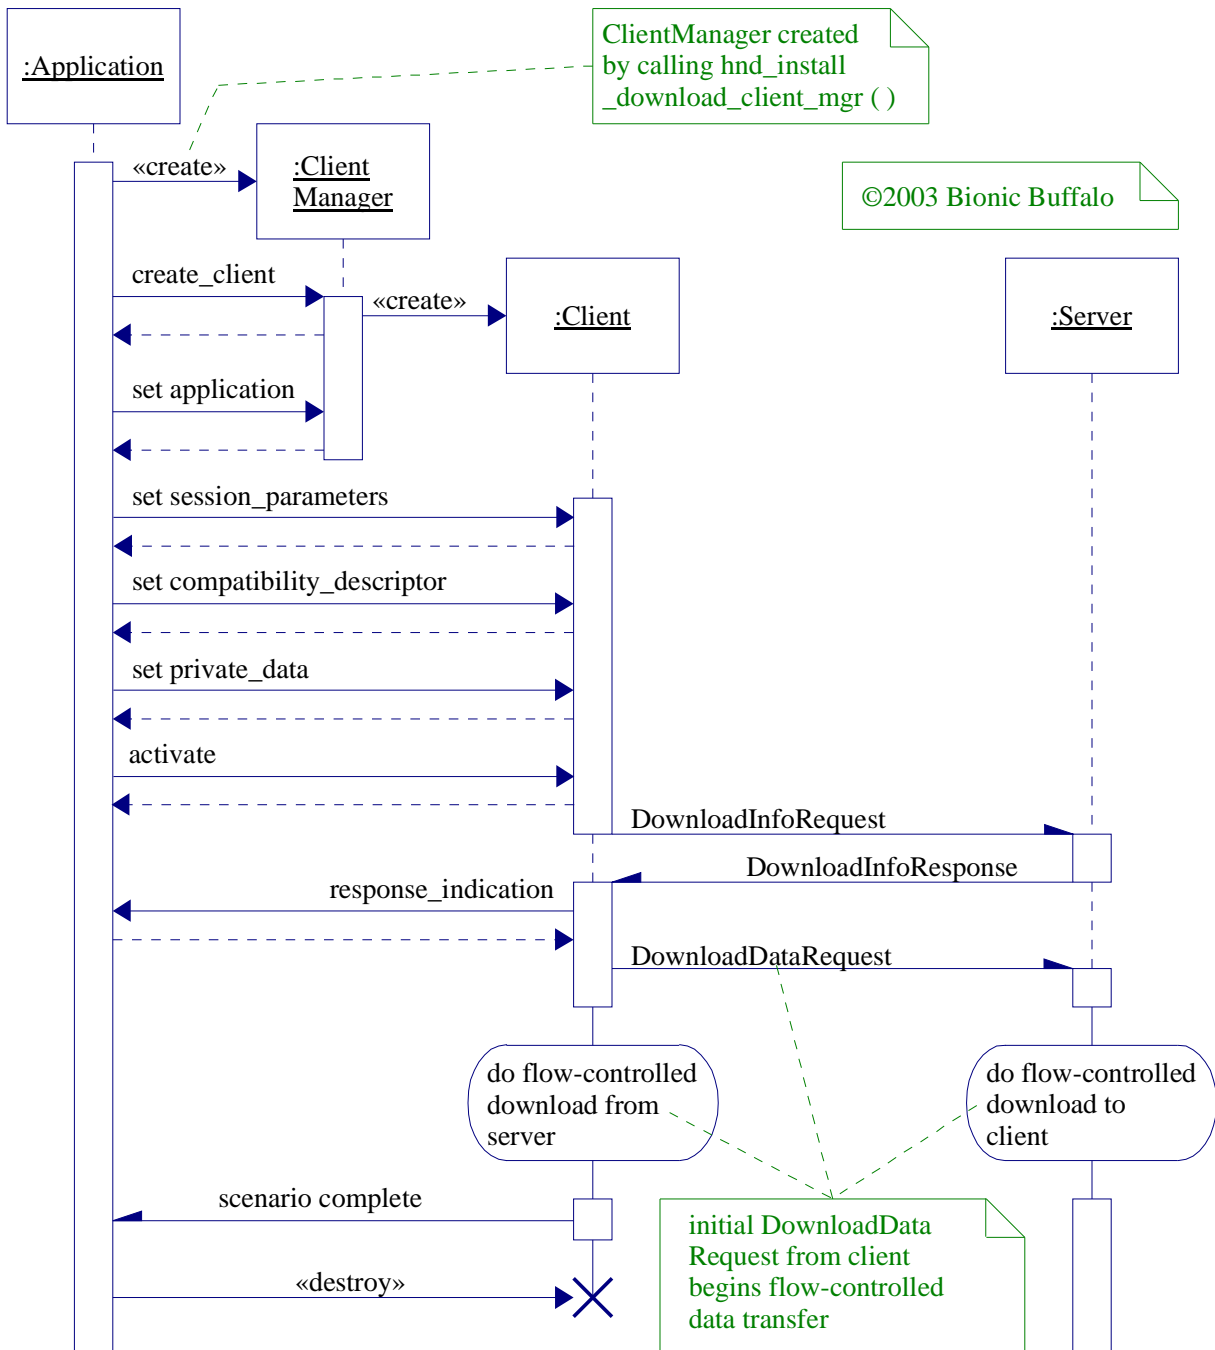 :Application
ClientManager created
by calling hnd_install
_download_client_mgr ( )
«create»
:Client
Manager
©2003 Bionic Buffalo
create_client
«create»
:Client
:Server
set application
set session_parameters
set compatibility_descriptor
set private_data
activate
DownloadInfoRequest
DownloadInfoResponse
response_indication
DownloadDataRequest
do flow-controlled
download from
server
do flow-controlled
download to
client
scenario complete
initial DownloadData
Request from client
begins flow-controlled
data transfer
«destroy»